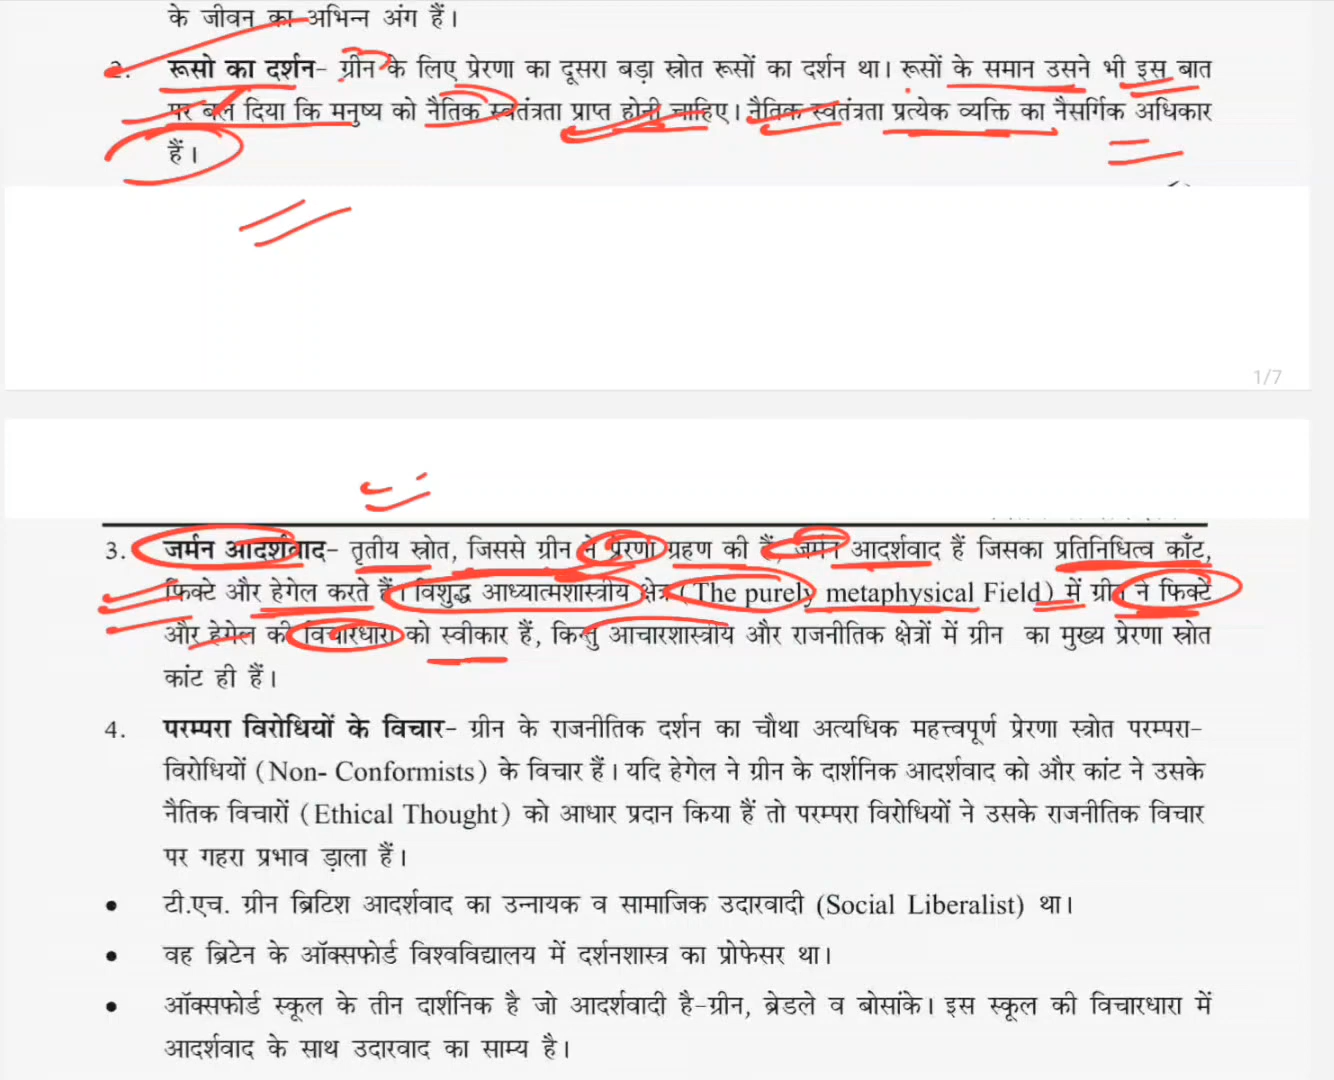 के जीवन का अभिन्न अंग हैं।
2. रूसो का दर्शन- ग्रीन के लिए प्रेरणा का दूसरा बड़ा स्रोत रूसों का दर्शन था। रूसों के समान उसने भी इस बात
पर बल दिया कि मनुष्य को नैतिक स्वतंत्रता प्राप्त होनी चाहिए। नैतिक स्वतंत्रता प्रत्येक व्यक्ति का नैसर्गिक अधिकार
हैं।
1/7
3. जर्मन आदर्शवाद- तृतीय स्रोत, जिससे ग्रीन ने प्रेरणा ग्रहण की हैं, जर्मन आदर्शवाद हैं जिसका प्रतिनिधित्व काँट,
फिक्टे और हेगेल करते हैं। विशुद्ध आध्यात्मशास्त्रीय क्षेत्र (The purely metaphysical Field) में ग्रीन ने फिक्टे
और हेगेल की विचारधारा को स्वीकार हैं, किन्तु आचारशास्त्रीय और राजनीतिक क्षेत्रों में ग्रीन का मुख्य प्रेरणा स्रोत
कांट ही हैं।
4. परम्परा विरोधियों के विचार- ग्रीन के राजनीतिक दर्शन का चौथा अत्यधिक महत्त्वपूर्ण प्रेरणा स्त्रोत परम्परा-
विरोधियों (Non- Conformists) के विचार हैं। यदि हेगेल ने ग्रीन के दार्शनिक आदर्शवाद को और कांट ने उसके
नैतिक विचारों (Ethical Thought) को आधार प्रदान किया हैं तो परम्परा विरोधियों ने उसके राजनीतिक विचार
पर गहरा प्रभाव ड़ाला हैं।
• टी.एच. ग्रीन ब्रिटिश आदर्शवाद का उन्नायक व सामाजिक उदारवादी (Social Liberalist) था।
• वह ब्रिटेन के ऑक्सफोर्ड विश्वविद्यालय में दर्शनशास्त्र का प्रोफेसर था।
• ऑक्सफोर्ड स्कूल के तीन दार्शनिक है जो आदर्शवादी है-ग्रीन, ब्रेडले व बोसांके। इस स्कूल की विचारधारा में
आदर्शवाद के साथ उदारवाद का साम्य है।